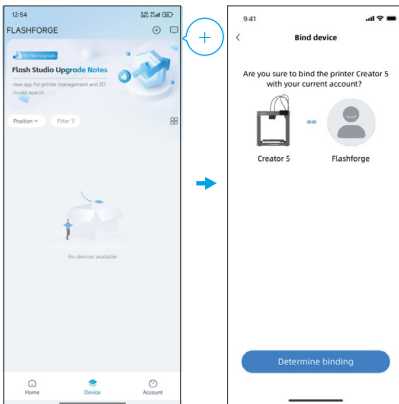 12:54
FLASHFORGE
Flash Studio Upgrade Notes
new app for printer management and 3D
model search
Position
Filter
No devices available
Home
Device
Account
9:41
Bind device
Are you sure to bind the printer Creator 5
with your current account?
Creator 5
Flashforge
Determine binding